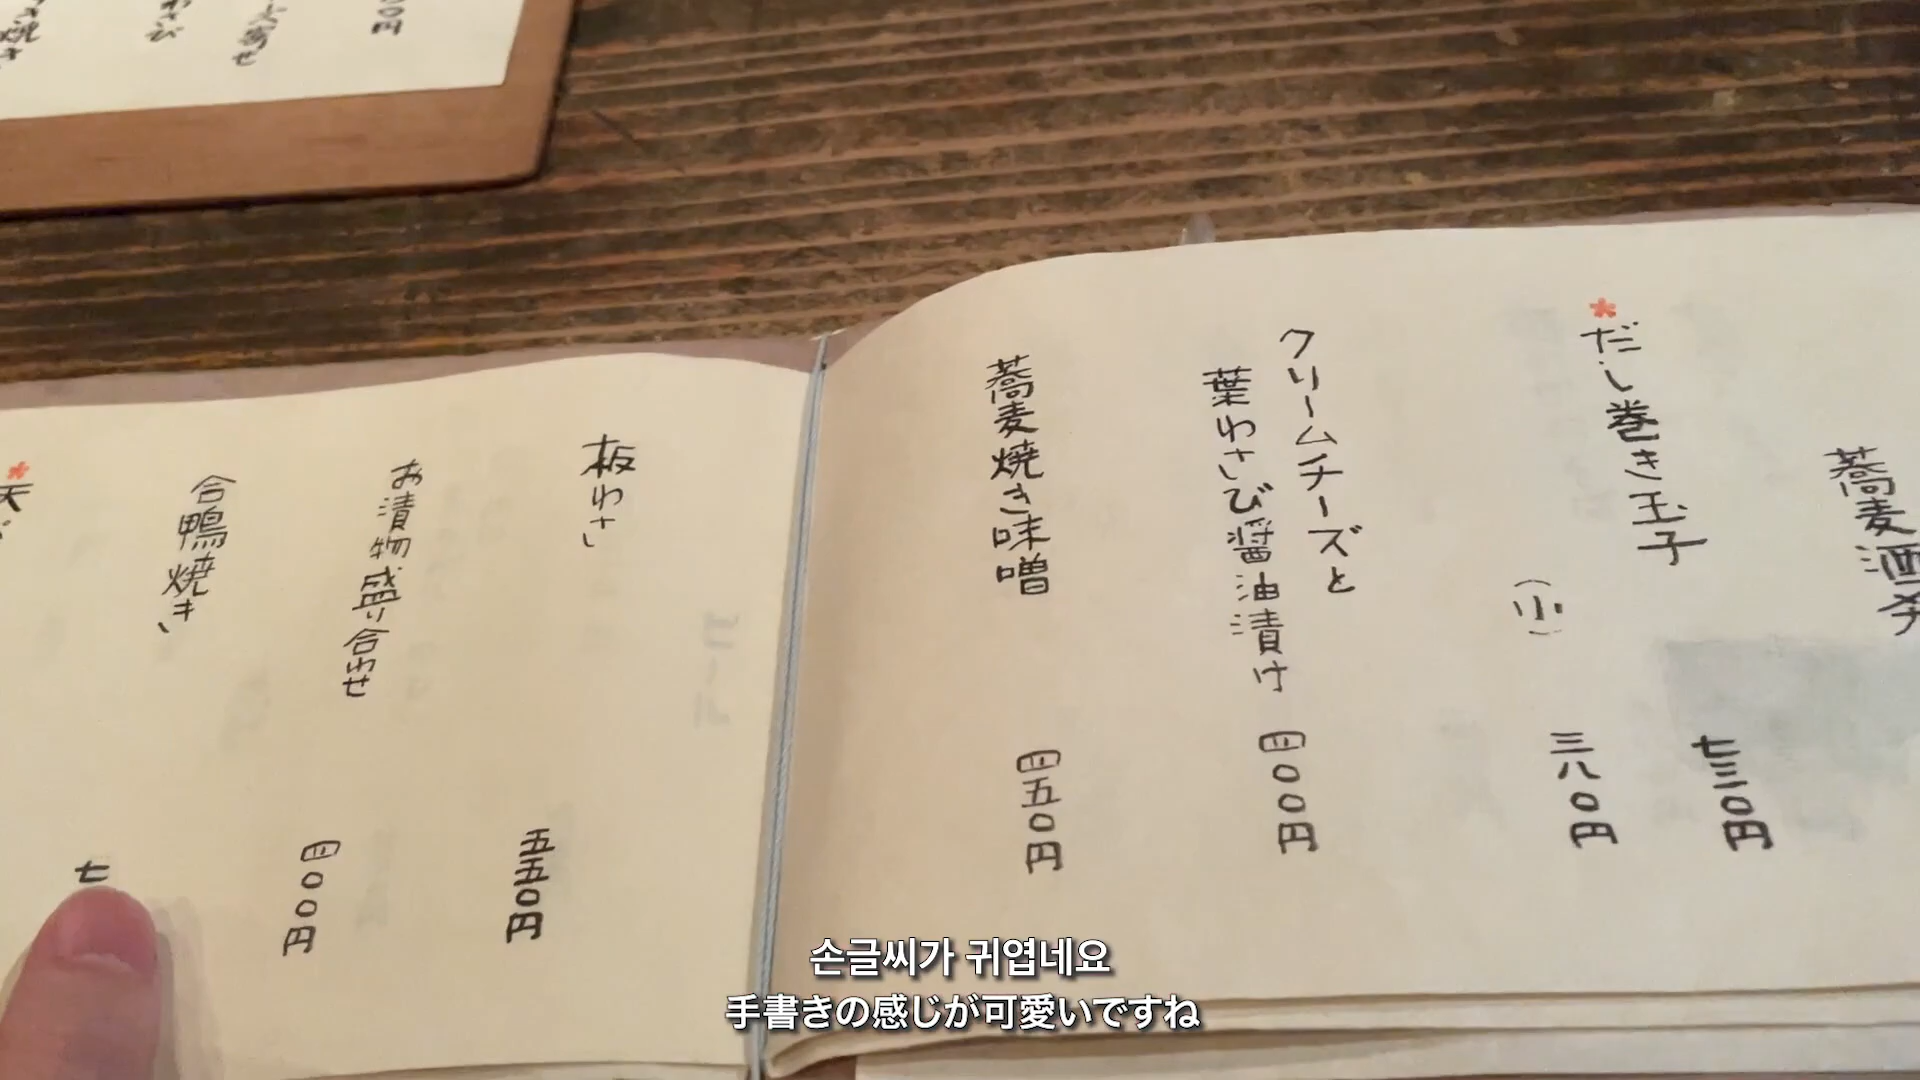 蕎麦酒
だし巻き玉子
七三〇円
(小)
三八〇円
クリームチーズと
葉わさび醤油漬け
四〇〇円
蕎麦焼き味噌
四五〇円
板わさ
五五〇円
お漬物盛り合わせ
四〇〇円
合鴨焼き
七
손글씨가 귀엽네요
手書きの感じが可愛いですね